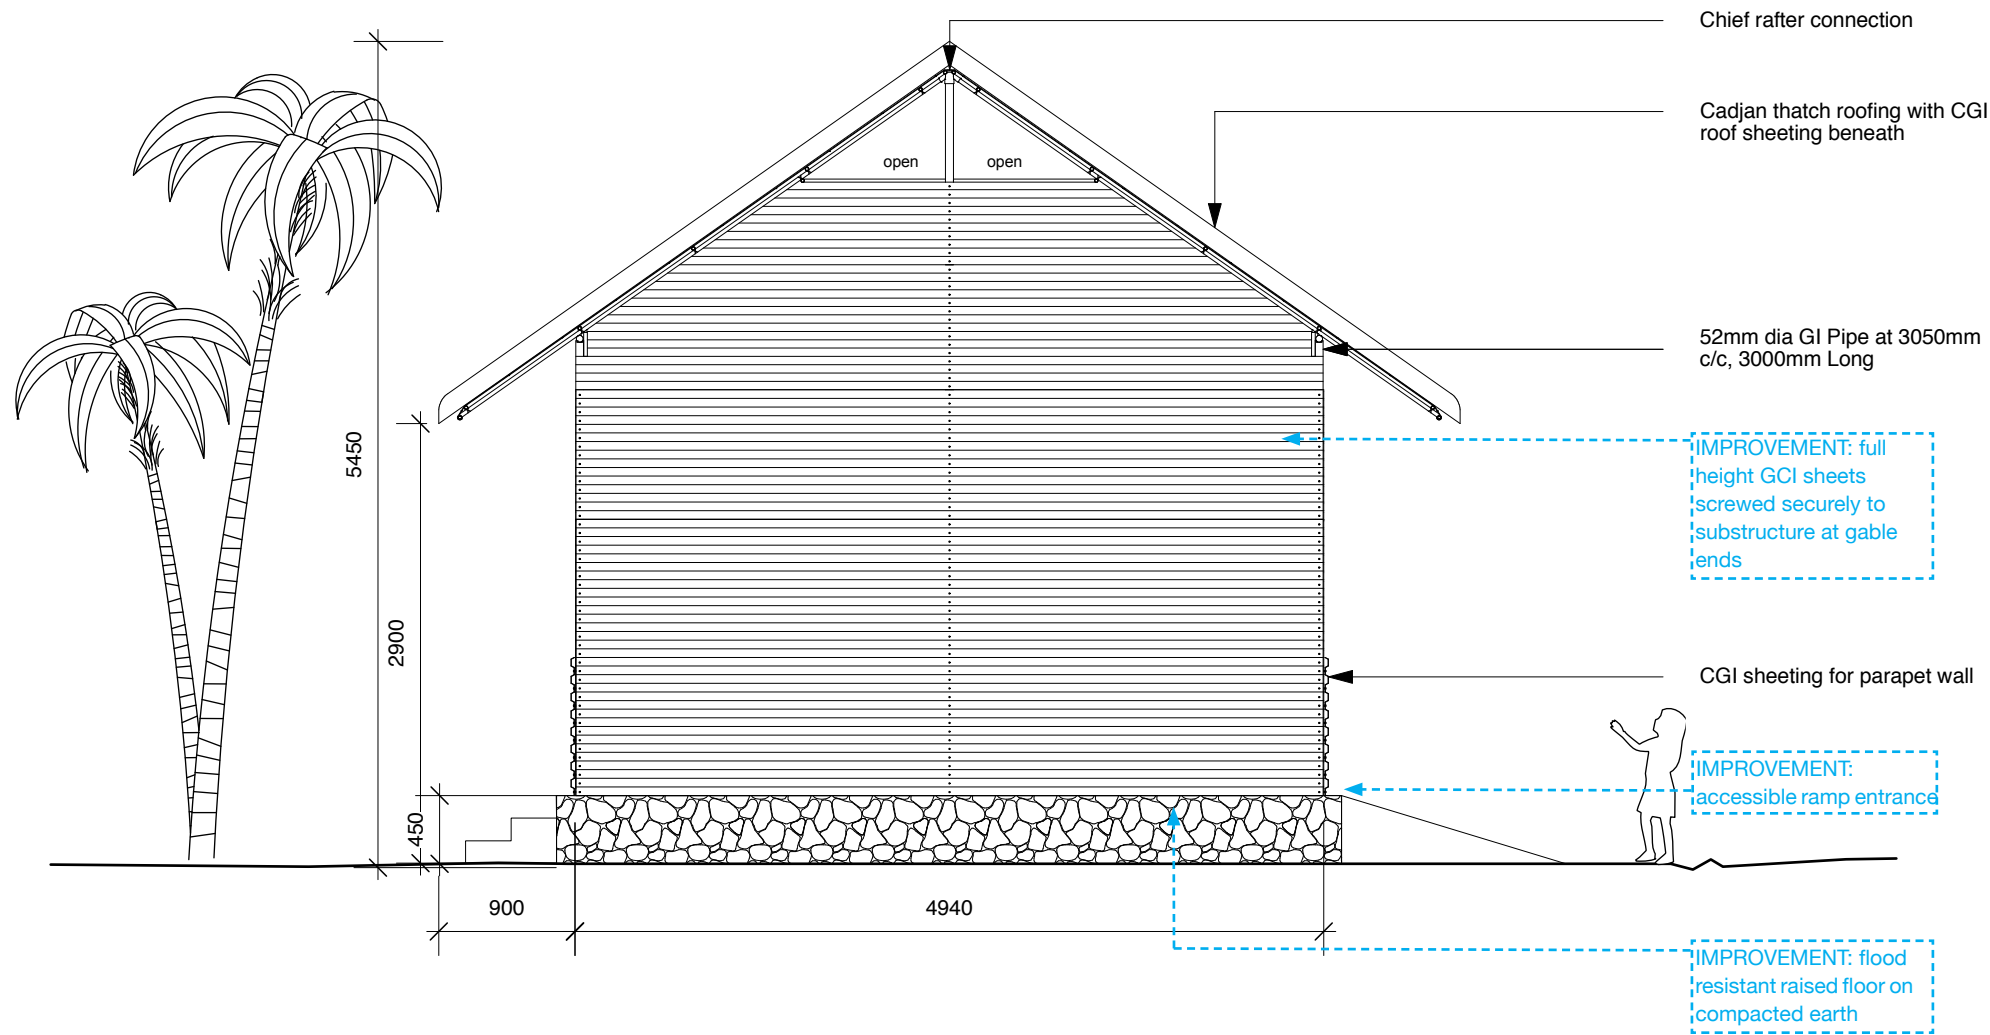 Chief rafter connection
Cadjan thatch roofing with CGI
roof sheeting beneath
open
open
52mm dia GI Pipe at 3050mm
c/c, 3000mm Long
IMPROVEMENT: full
height GCI sheets
screwed securely to
substructure at gable
ends
5450
2900
CGI sheeting for parapet wall
IMPROVEMENT:
accessible ramp entrance
450
900
4940
IMPROVEMENT: flood
resistant raised floor on
compacted earth